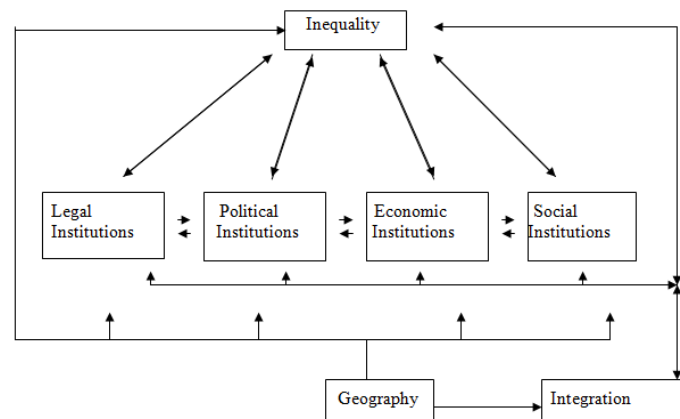 Inequality
Legal
Institutions
Political
Institutions
Economic
Institutions
Social
Institutions
Geography
Integration